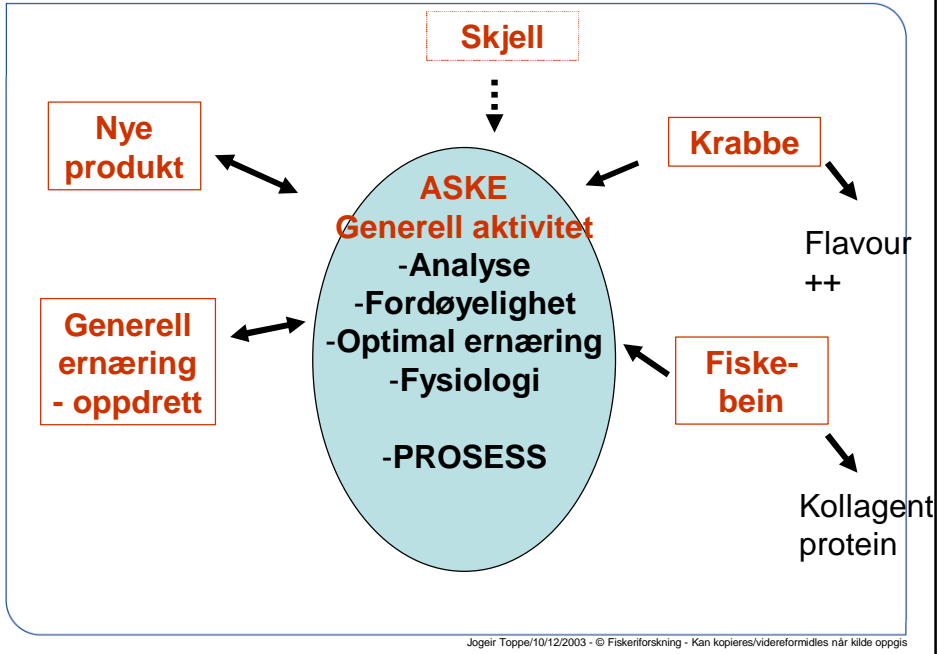 Skjell
Nye
produkt
Krabbe
ASKE
Generell aktivitet
-Analyse
-Fordøyelighet
-Optimal ernæring
-Fysiologi
-PROSESS
Flavour
++
Generell
ernæring
- oppdrett
Fiske-
bein
Kollagent
protein
Jogeir Toppe/10/12/2003 - © Fiskeriforskning - Kan kopieres/videreformidles når kilde oppgis